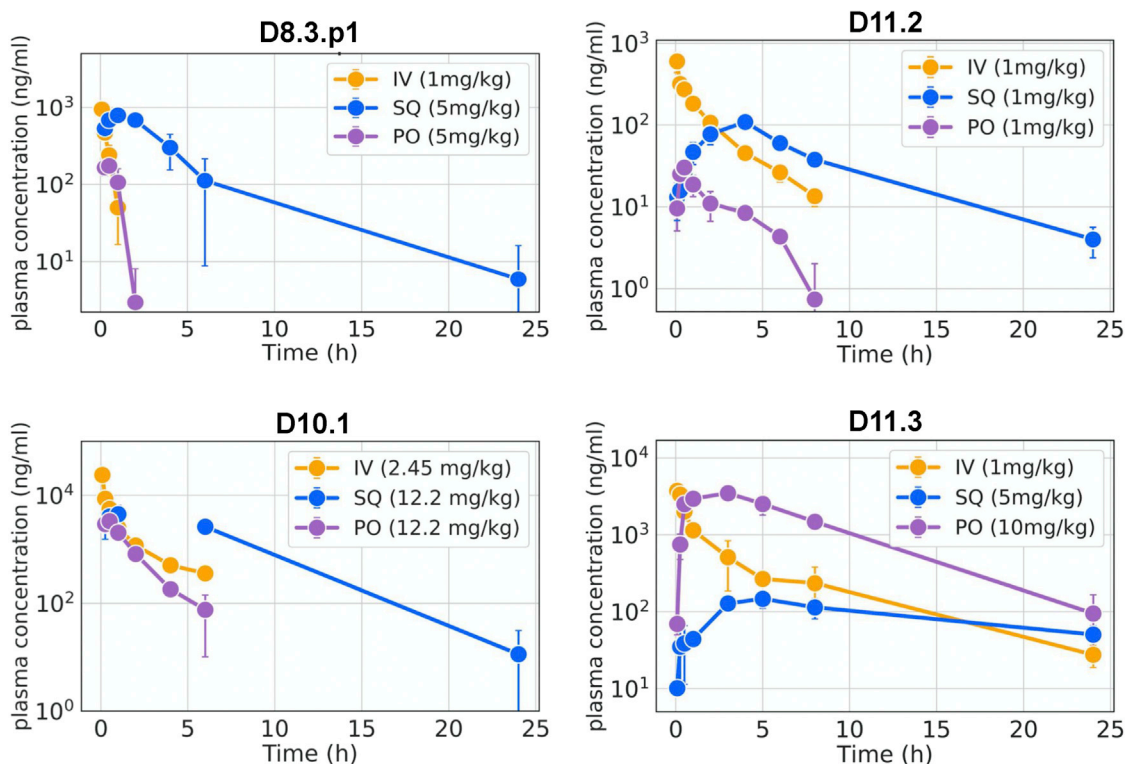 D8.3.p1
plasma concentration (ng/ml)
10³
10²
10¹
IV (1mg/kg)
SQ (5mg/kg)
PO (5mg/kg)
0 5 10 15 20 25
Time (h)
D11.2
plasma concentration (ng/ml)
10³
10²
10¹
10⁰
IV (1mg/kg)
SQ (1mg/kg)
PO (1mg/kg)
0 5 10 15 20 25
Time (h)
D10.1
plasma concentration (ng/ml)
10⁴
10²
10⁰
IV (2.45 mg/kg)
SQ (12.2 mg/kg)
PO (12.2 mg/kg)
0 5 10 15 20 25
Time (h)
D11.3
plasma concentration (ng/ml)
10⁴
10³
10²
10¹
IV (1mg/kg)
SQ (5mg/kg)
PO (10mg/kg)
0 5 10 15 20 25
Time (h)